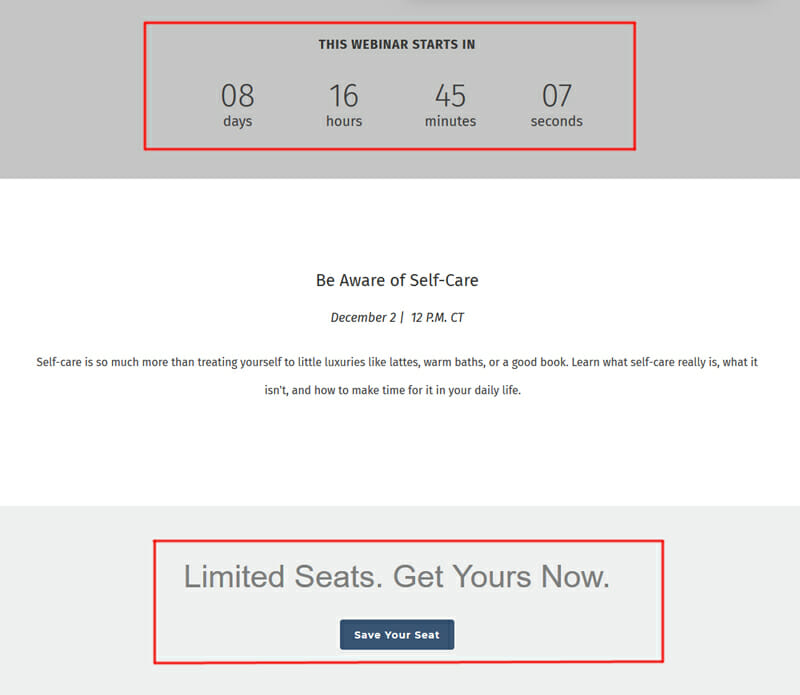 THIS WEBINAR STARTS IN
08 16 45 07
days hours minutes seconds
Be Aware of Self-Care
December 2 | 12 P.M. CT
Self-care is so much more than treating yourself to little luxuries like lattes, warm baths, or a good book. Learn what self-care really is, what it
isn't, and how to make time for it in your daily life.
Limited Seats. Get Yours Now.
Save Your Seat